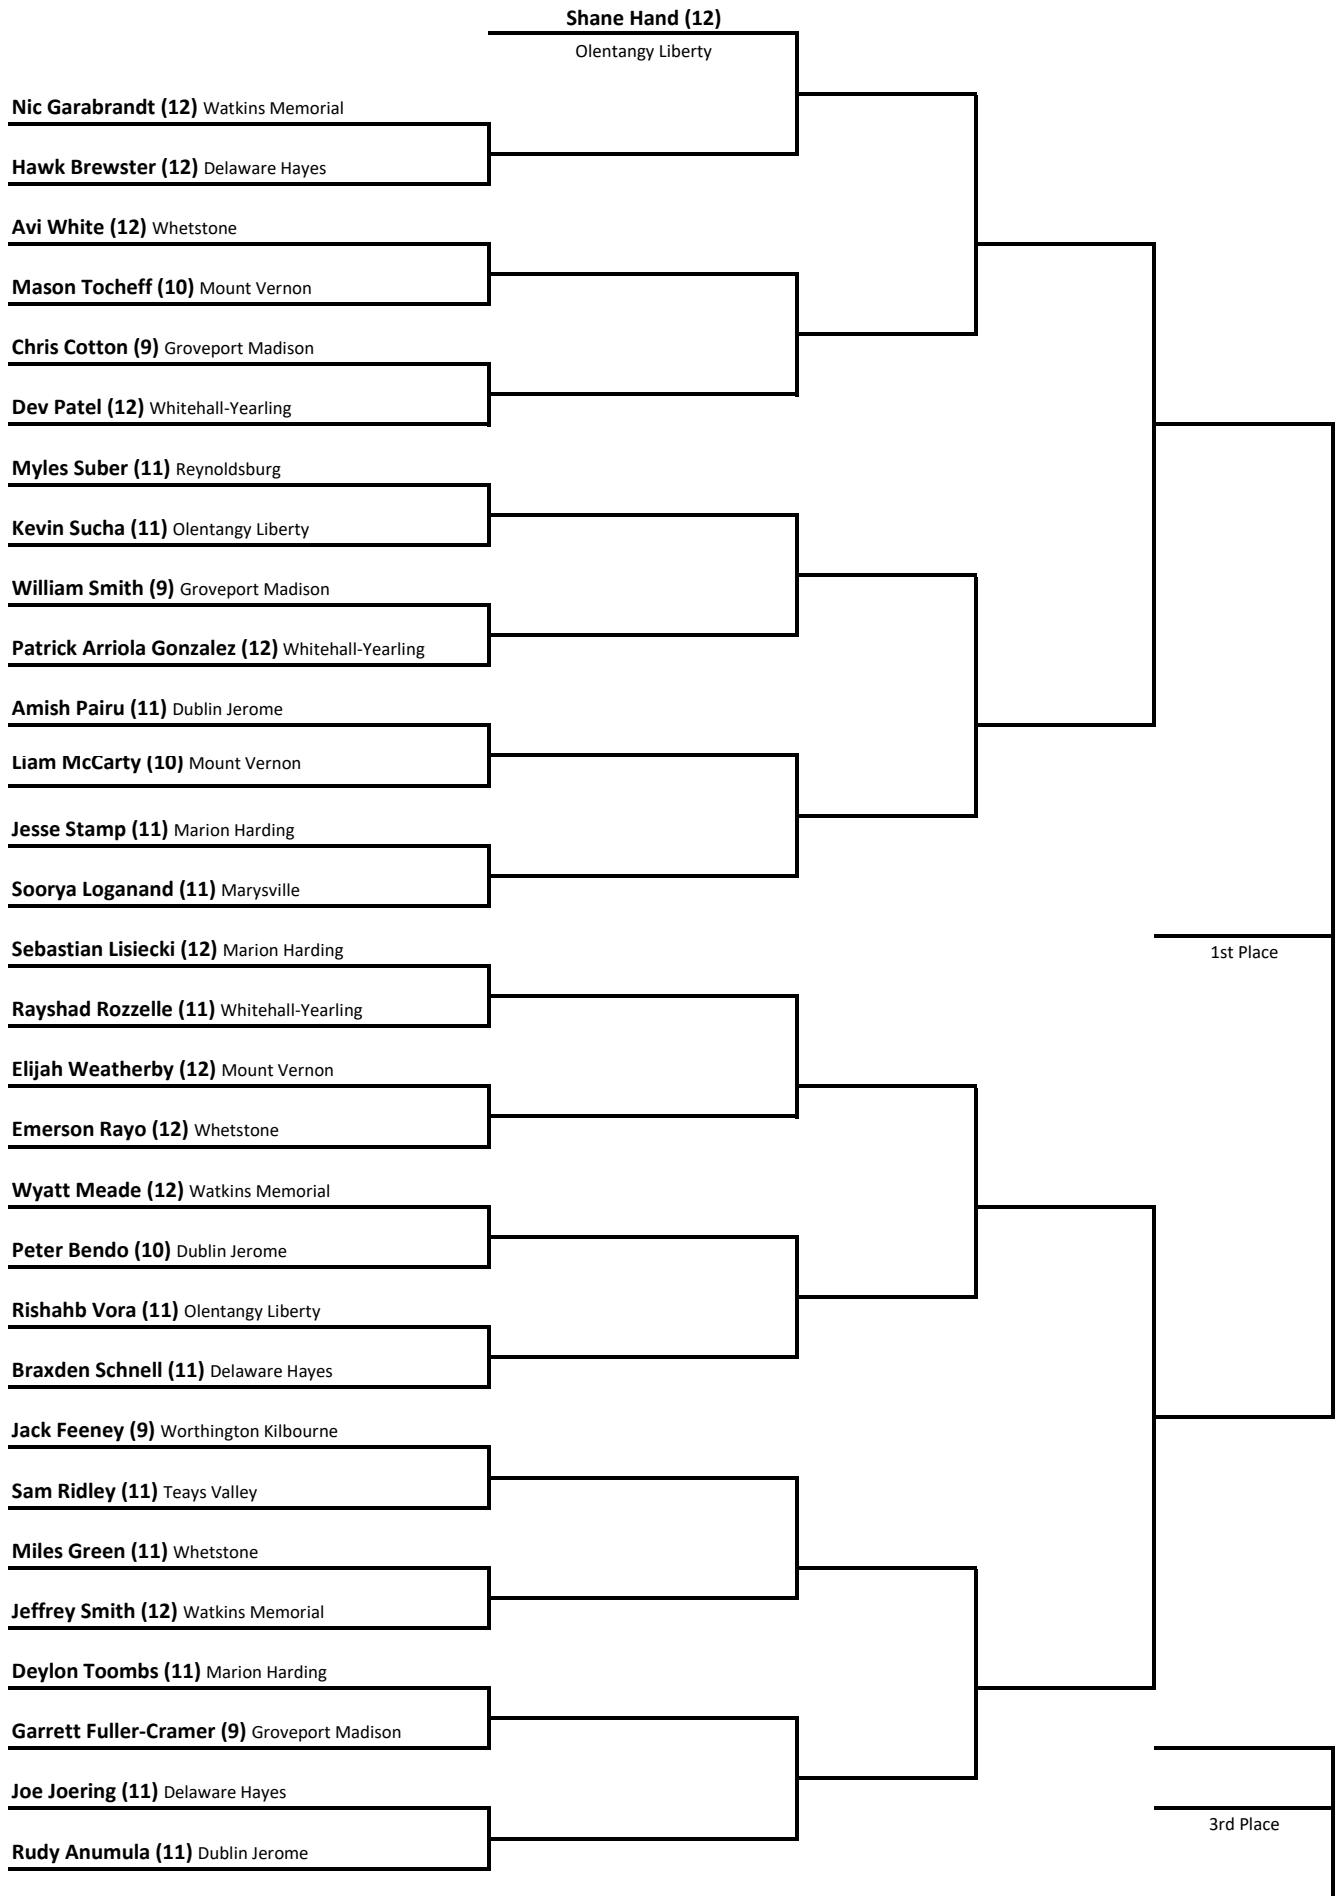 Shane Hand (12)
Olentangy Liberty
Nic Garabrandt (12) Watkins Memorial
Hawk Brewster (12) Delaware Hayes
Avi White (12) Whetstone
Mason Tocheff (10) Mount Vernon
Chris Cotton (9) Groveport Madison
Dev Patel (12) Whitehall-Yearling
Myles Suber (11) Reynoldsburg
Kevin Sucha (11) Olentangy Liberty
William Smith (9) Groveport Madison
Patrick Arriola Gonzalez (12) Whitehall-Yearling
Amish Pairu (11) Dublin Jerome
Liam McCarty (10) Mount Vernon
Jesse Stamp (11) Marion Harding
Soorya Loganand (11) Marysville
Sebastian Lisiecki (12) Marion Harding
1st Place
Rayshad Rozzelle (11) Whitehall-Yearling
Elijah Weatherby (12) Mount Vernon
Emerson Rayo (12) Whetstone
Wyatt Meade (12) Watkins Memorial
Peter Bendo (10) Dublin Jerome
Rishahb Vora (11) Olentangy Liberty
Braxden Schnell (11) Delaware Hayes
Jack Feeney (9) Worthington Kilbourne
Sam Ridley (11) Teays Valley
Miles Green (11) Whetstone
Jeffrey Smith (12) Watkins Memorial
Deylon Toombs (11) Marion Harding
Garrett Fuller-Cramer (9) Groveport Madison
Joe Joering (11) Delaware Hayes
3rd Place
Rudy Anumula (11) Dublin Jerome